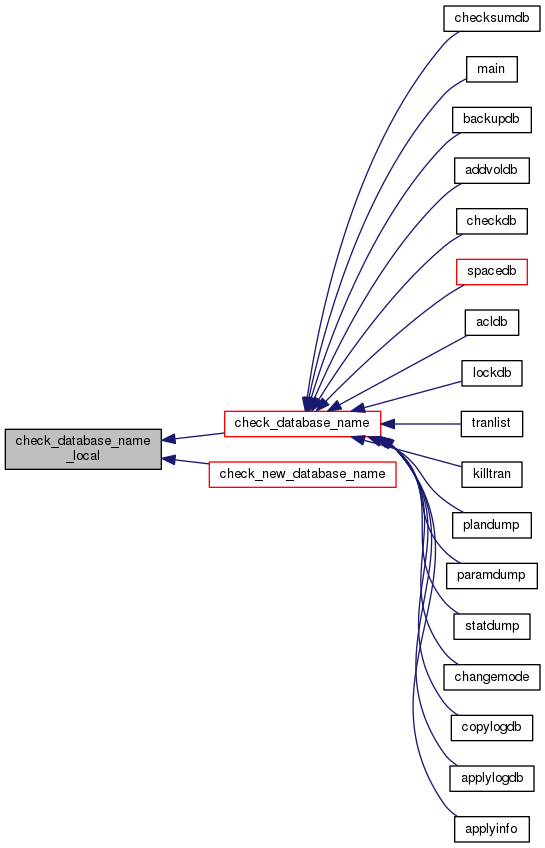 checksumdb
main
backupdb
addvoldb
checkdb
spacedb
acldb
lockdb
check_database_name
tranlist
check_database_name
_local
check_new_database_name
killtran
plandump
paramdump
statdump
changemode
copylogdb
applylogdb
applyinfo